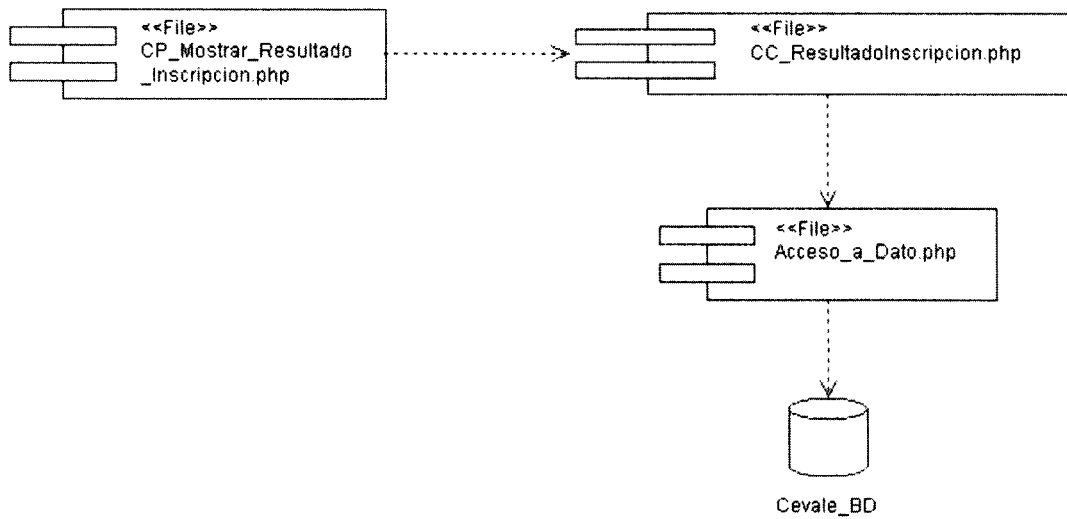 <<File>>
CP_Mostrar_Resultado
_Inscripcion.php
<<File>>
CC_ResultadoInscripcion.php
<<File>>
Acceso_a_Dato.php
Cevale_BD